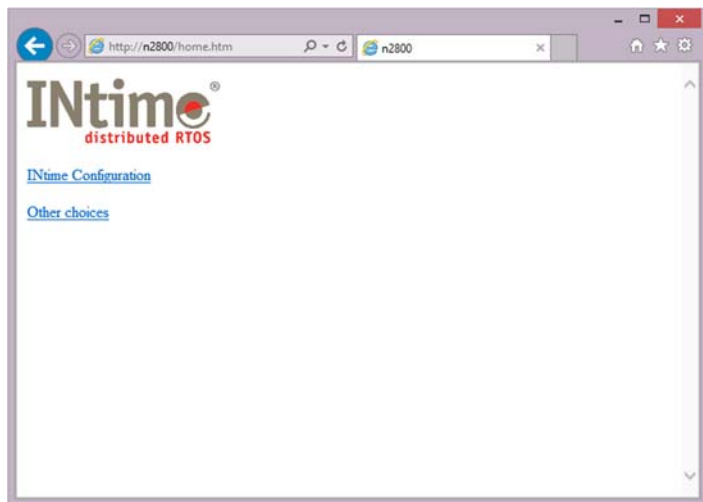 http://n2800/home.htm
n2800
INtime®
distributed RTOS
INtime Configuration
Other choices